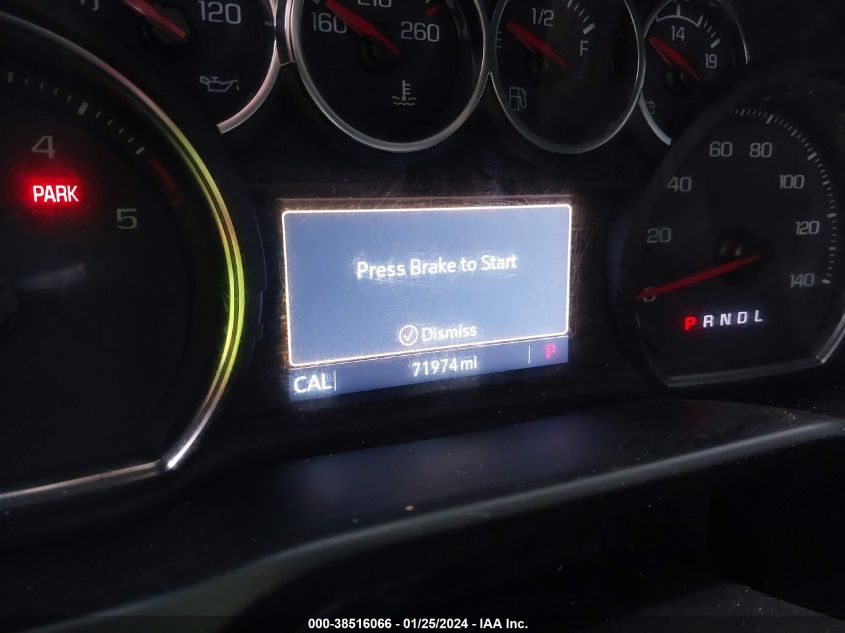 120
160 210 260
1/2 F
14 19
4
5
PARK
Press Brake to Start
Dismiss
CAL
71974 mi P
20 40 60 80 100 120 140
P R N D L
000-38516066 - 01/25/2024 - IAA Inc.